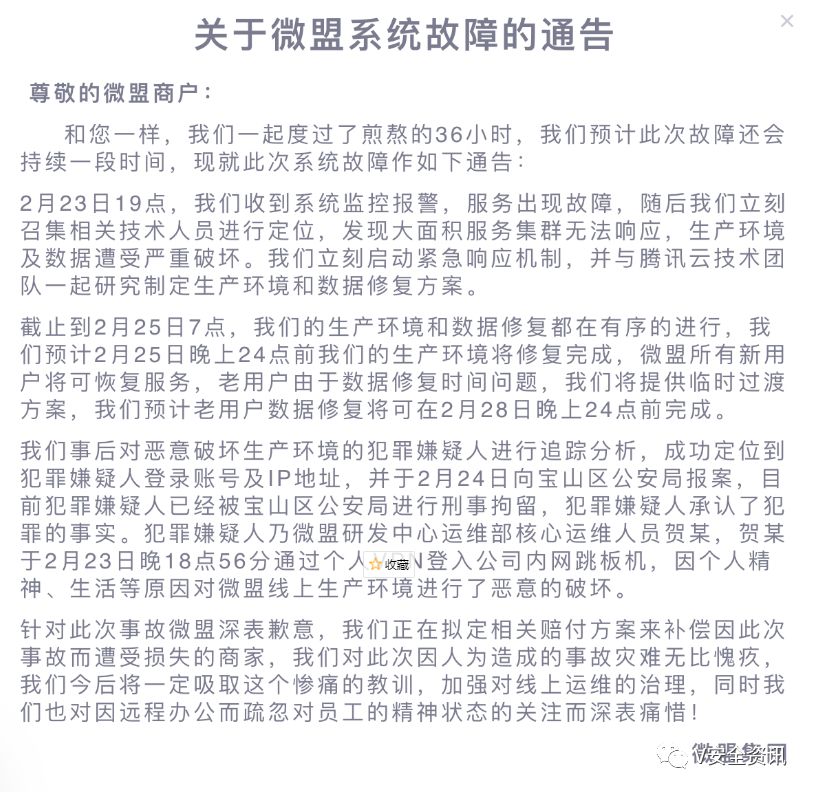 关于微盟系统故障的通告
尊敬的微盟商户：
和您一样，我们一起度过了煎熬的36小时，我们预计此次故障还会
持续一段时间，现就此次系统故障作如下通告：
2月23日19点，我们收到系统监控报警，服务出现故障，随后我们立刻
召集相关技术人员进行定位，发现大面积服务集群无法响应，生产环境
及数据遭受严重破坏。我们立刻启动紧急响应机制，并与腾讯云技术团
队一起研究制定生产环境和数据修复方案。
截止到2月25日7点，我们的生产环境和数据修复都在有序的进行，我
们预计2月25日晚上24点前我们的生产环境将修复完成，微盟所有新用
户将可恢复服务，老用户由于数据修复时间问题，我们将提供临时过渡
方案，我们预计老用户数据修复将可在2月28日晚上24点前完成。
我们事后对恶意破坏生产环境的犯罪嫌疑人进行追踪分析，成功定位到
犯罪嫌疑人登录账号及IP地址，并于2月24日向宝山区公安局报案，目
前犯罪嫌疑人已经被宝山区公安局进行刑事拘留，犯罪嫌疑人承认了犯
罪的事实。犯罪嫌疑人乃微盟研发中心运维部核心运维人员贺某，贺某
于2月23日晚18点56分通过个人VPN登入公司内网跳板机，因个人精
收藏
神、生活等原因对微盟线上生产环境进行了恶意的破坏。
针对此次事故微盟深表歉意，我们正在拟定相关赔付方案来补偿因此次
事故而遭受损失的商家，我们对此次因人为造成的事故灾难无比愧疚，
我们今后将一定吸取这个惨痛的教训，加强对线上运维的治理，同时我
们也对因远程办公而疏忽对员工的精神状态的关注而深表痛惜！
微盟集团
V安全资讯